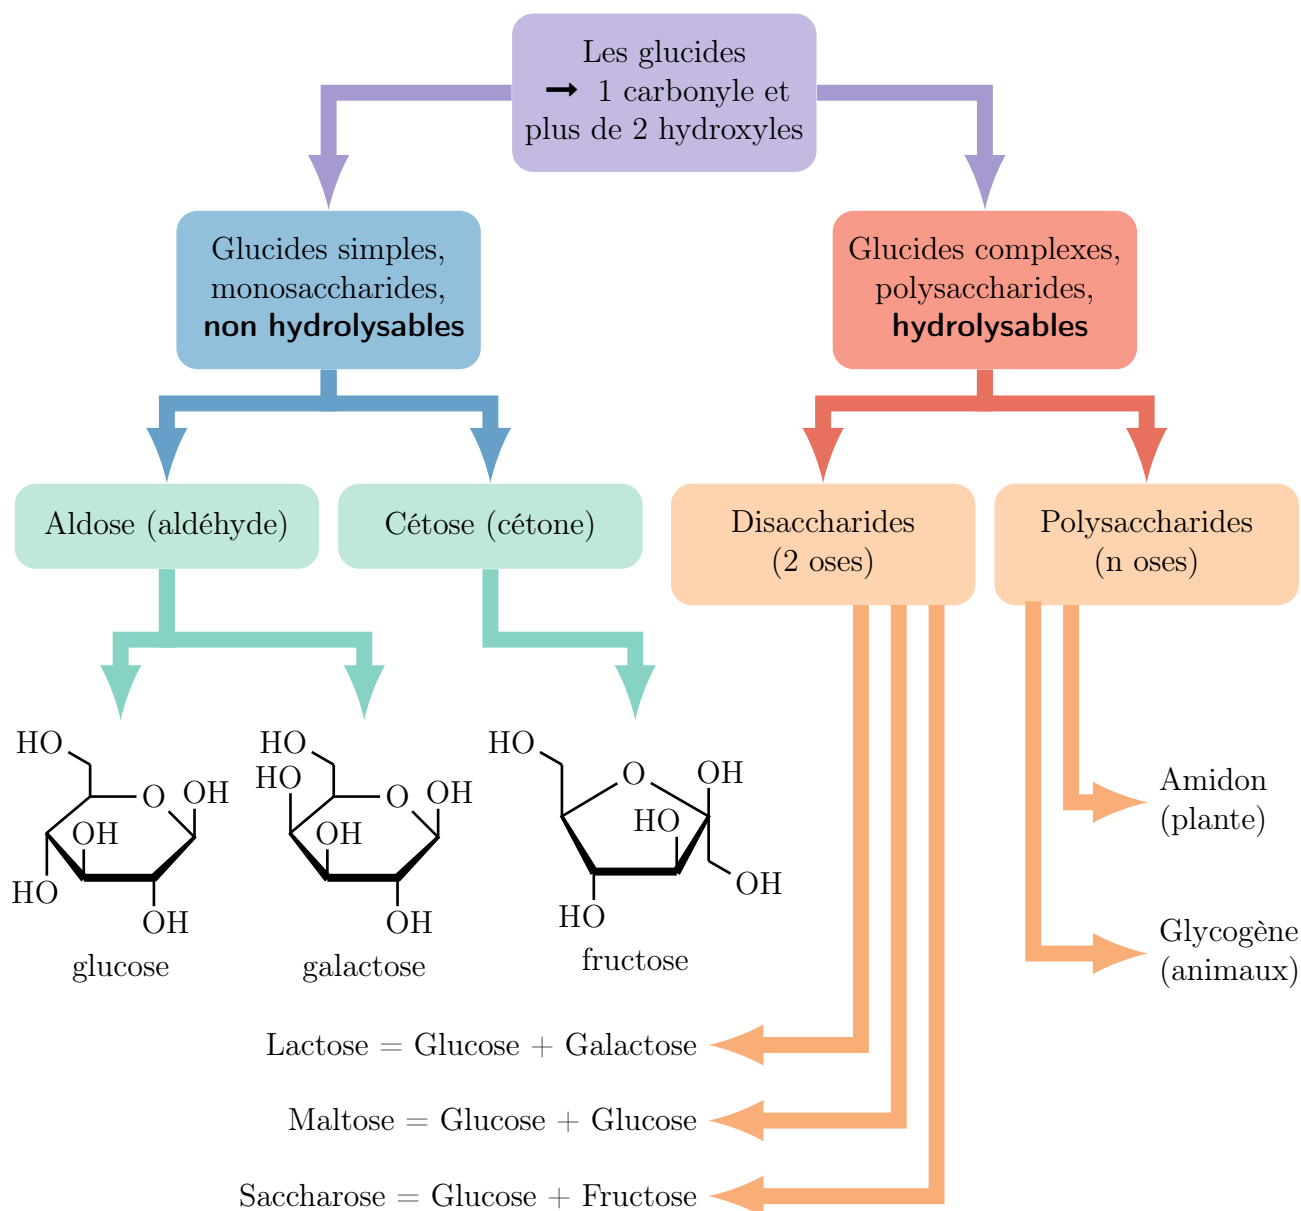 Les glucides
➞ 1 carbonyle et
plus de 2 hydroxyles
Glucides simples,
monosaccharides,
non hydrolysables
Glucides complexes,
polysaccharides,
hydrolysables
Aldose (aldéhyde)
Cétose (cétone)
Disaccharides
(2 oses)
Polysaccharides
(n oses)
HO
O
OH
OH
HO
OH
glucose
HO
HO
O
OH
OH
OH
galactose
HO
O
OH
HO
OH
HO
fructose
Amidon
(plante)
Glycogène
(animaux)
Lactose = Glucose + Galactose
Maltose = Glucose + Glucose
Saccharose = Glucose + Fructose